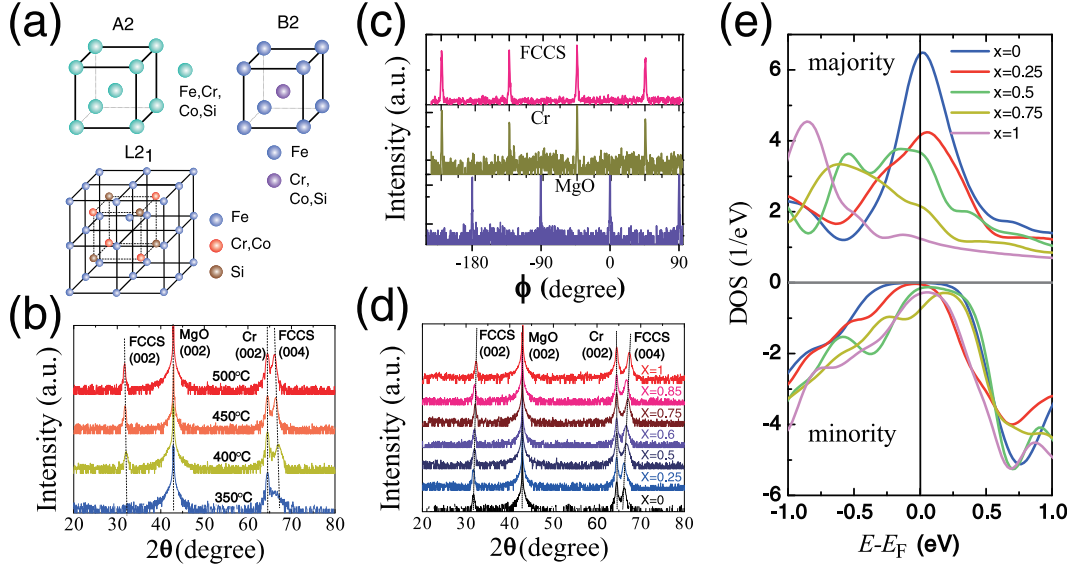 (a)
A2
Fe,Cr,
Co,Si
B2
Fe
Cr,
Co,Si
L2₁
Fe
Cr,Co
Si
(b)
Intensity (a.u.)
FCCS
(002)
MgO
(002)
Cr
(002)
FCCS
(004)
500°C
450°C
400°C
350°C
20 30 40 50 60 70 80
2θ(degree)
(c)
Intensity (a.u.)
FCCS
Cr
MgO
-180 -90 0 90
ϕ (degree)
(d)
Intensity (a.u.)
FCCS
(002)
MgO
(002)
Cr
(002)
FCCS
(004)
X=1
X=0.85
X=0.75
X=0.6
X=0.5
X=0.25
X=0
20 30 40 50 60 70 80
2θ(degree)
(e)
DOS (1/eV)
majority
x=0
x=0.25
x=0.5
x=0.75
x=1
6
4
2
0
-2
-4
-6
minority
-1.0 -0.5 0.0 0.5 1.0
E-E_F (eV)